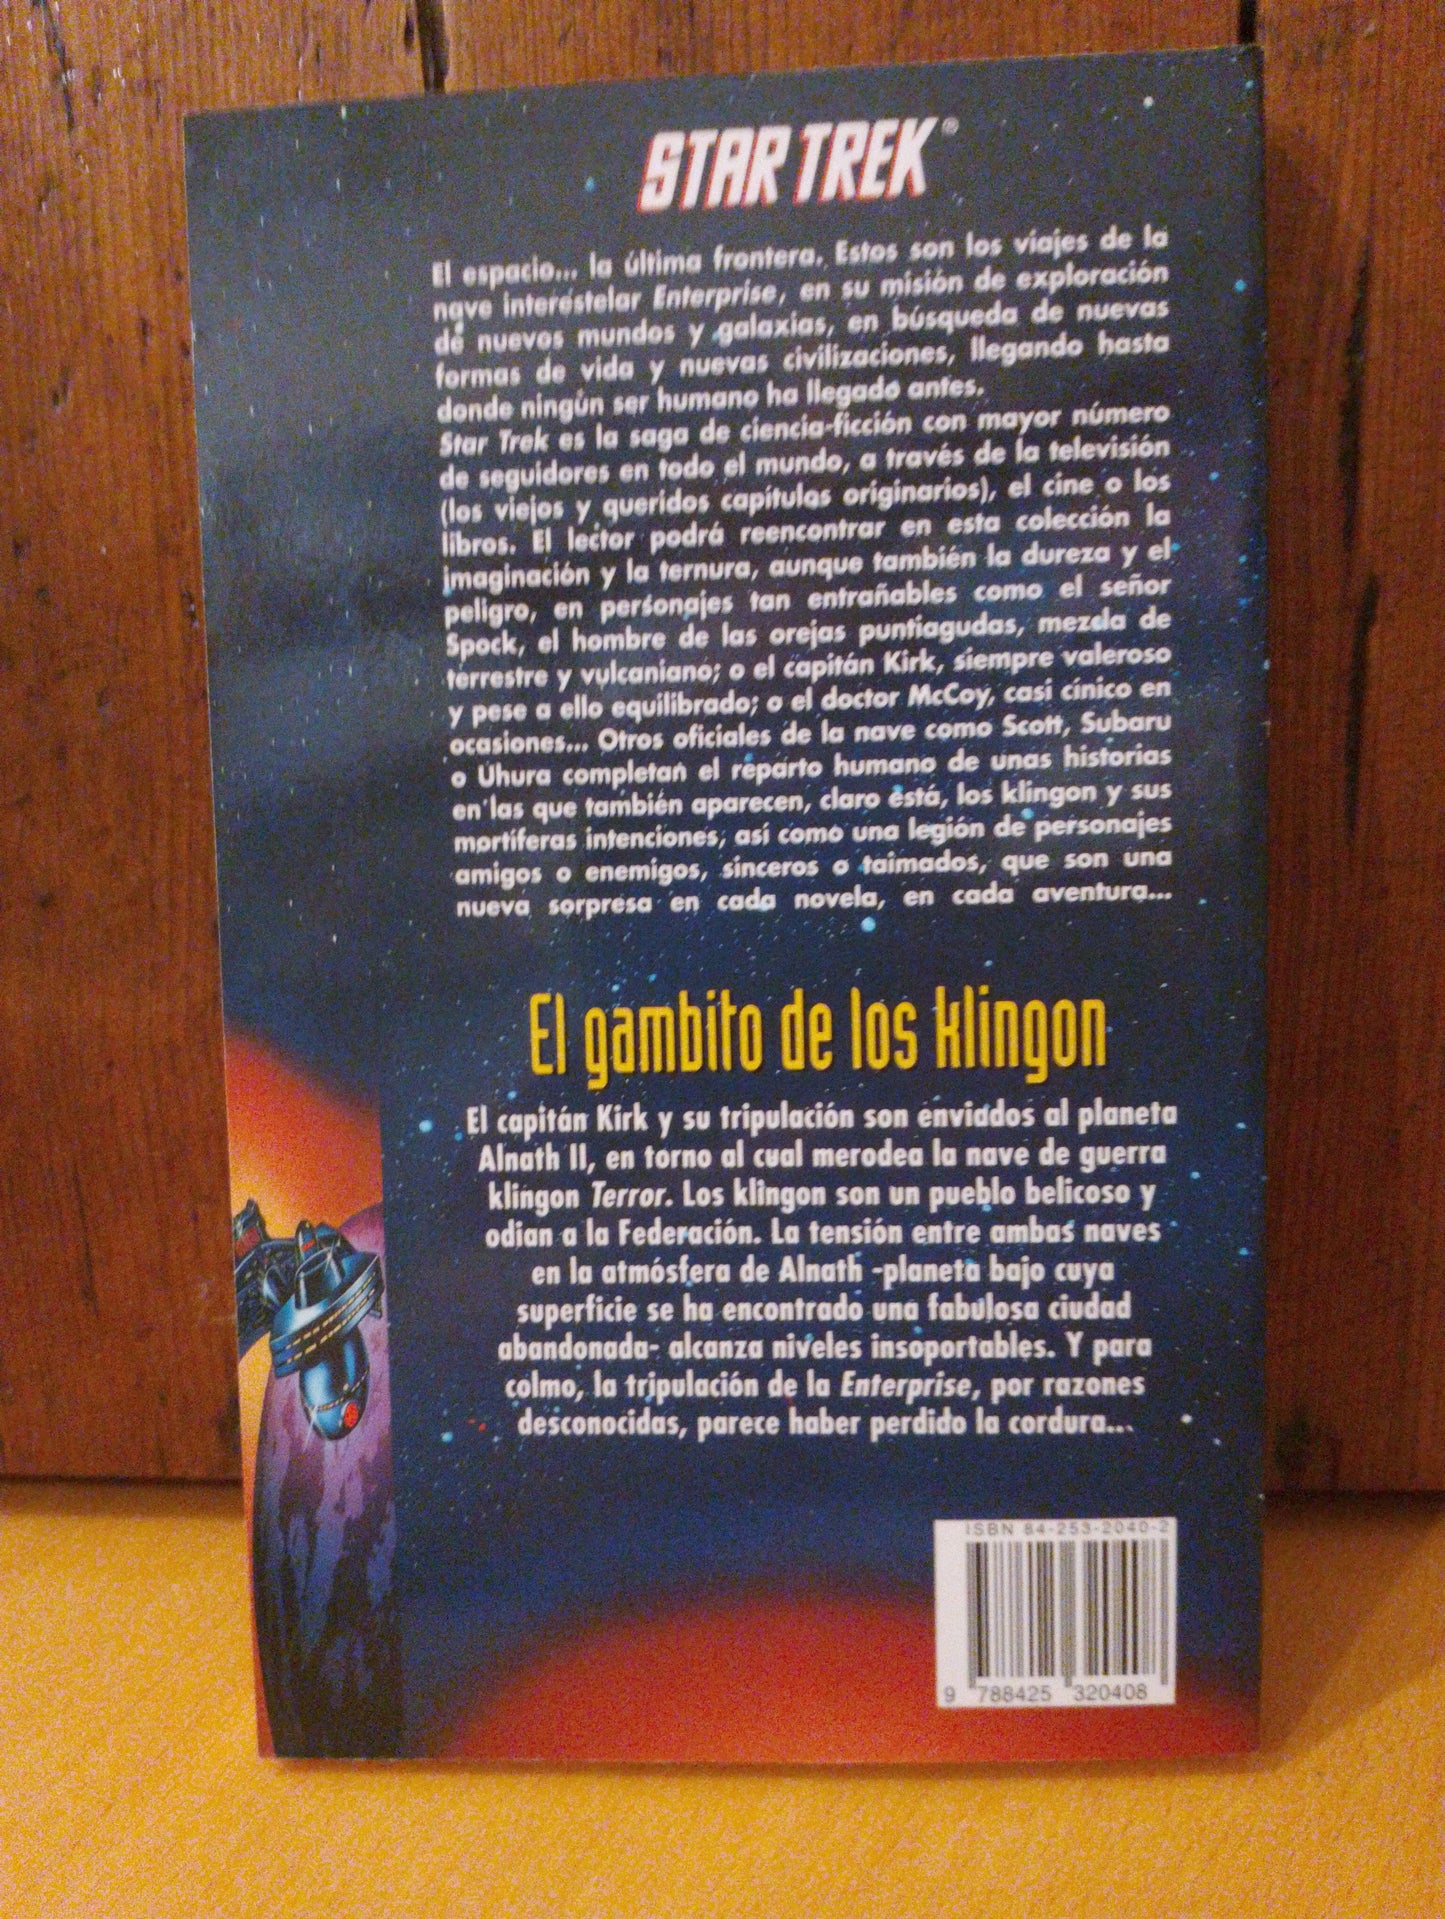 STAR TREK®
El espacio... la última frontera. Estos son los viajes de la
nave interestelar Enterprise, en su misión de exploración
de nuevos mundos y galaxias, en búsqueda de nuevas
formas de vida y nuevas civilizaciones, llegando hasta
donde ningún ser humano ha llegado antes.
Star Trek es la saga de ciencia-ficción con mayor número
de seguidores en todo el mundo, a través de la televisión
(los viejos y queridos capítulos originarios), el cine o los
libros. El lector podrá reencontrar en esta colección la
imaginación y la ternura, aunque también la dureza y el
peligro, en personajes tan entrañables como el señor
Spock, el hombre de las orejas puntiagudas, mezcla de
terrestre y vulcaniano; o el capitán Kirk, siempre valeroso
y pese a ello equilibrado; o el doctor McCoy, casi cínico en
ocasiones... Otros oficiales de la nave como Scott, Subaru
o Uhura completan el reparto humano de unas historias
en las que también aparecen, claro está, los klingon y sus
mortíferas intenciones, así como una legión de personajes
amigos o enemigos, sinceros o taimados, que son una
nueva sorpresa en cada novela, en cada aventura...
El gambito de los klingon
El capitán Kirk y su tripulación son enviados al planeta
Alnath II, en torno al cual merodea la nave de guerra
klingon Terror. Los klingon son un pueblo belicoso y
odian a la Federación. La tensión entre ambas naves
en la atmósfera de Alnath -planeta bajo cuya
superficie se ha encontrado una fabulosa ciudad
abandonada- alcanza niveles insoportables. Y para
colmo, la tripulación de la Enterprise, por razones
desconocidas, parece haber perdido la cordura...
ISBN 84-253-2040-2
9 788425 320408